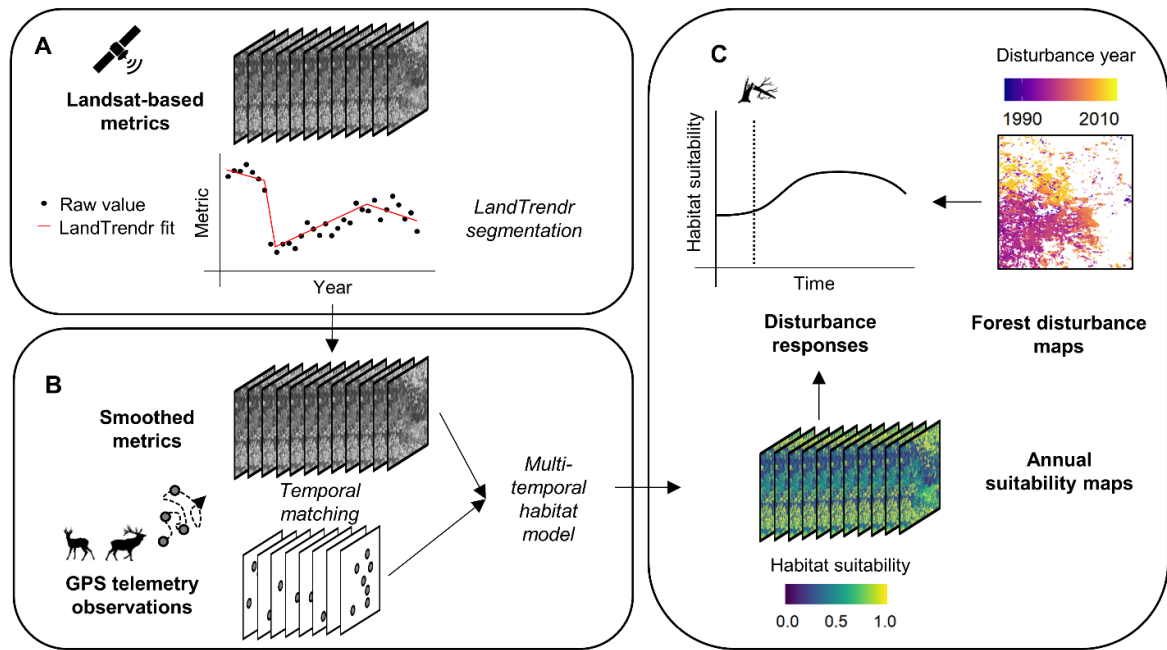 A
Landsat-based
metrics
Raw value
LandTrendr fit
Metric
Year
LandTrendr
segmentation
B
Smoothed
metrics
Temporal
matching
GPS telemetry
observations
Multi-
temporal
habitat
model
C
Habitat suitability
Time
Disturbance
responses
Disturbance year
1990 2010
Forest disturbance
maps
Annual
suitability maps
Habitat suitability
0.0 0.5 1.0